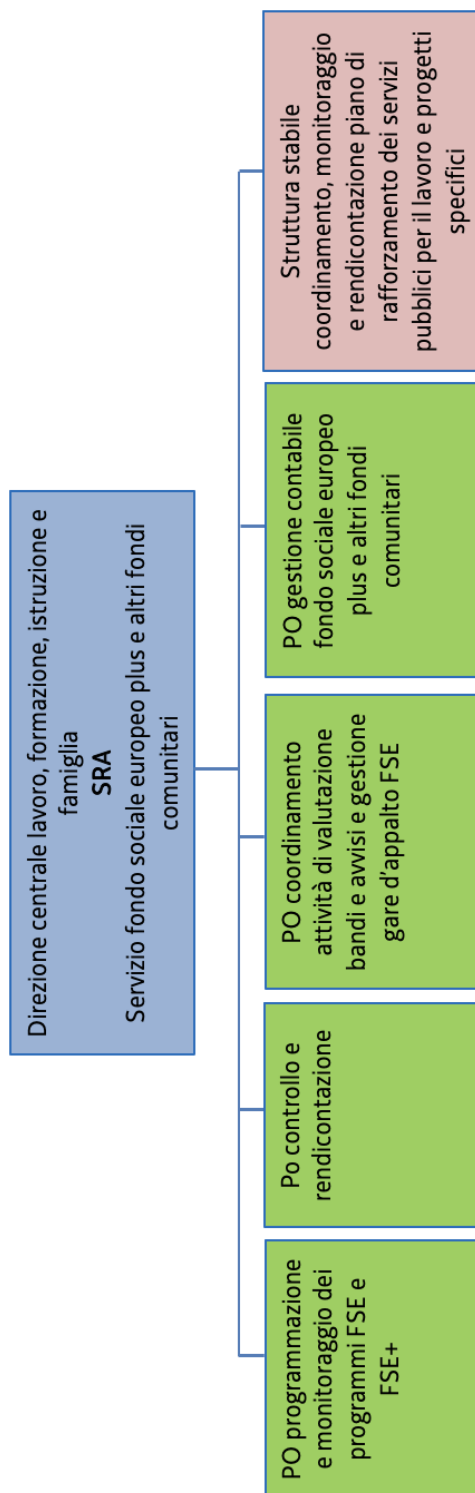 Direzione centrale lavoro, formazione, istruzione e
famiglia
SRA
Servizio fondo sociale europeo plus e altri fondi
comunitari
PO programmazione
e monitoraggio dei
programmi FSE e
FSE+
Po controllo e
rendicontazione
PO coordinamento
attività di valutazione
bandi e avvisi e gestione
gare d'appalto FSE
PO gestione contabile
fondo sociale europeo
plus e altri fondi
comunitari
Struttura stabile
coordinamento, monitoraggio
e rendicontazione piano di
rafforzamento dei servizi
pubblici per il lavoro e progetti
specifici